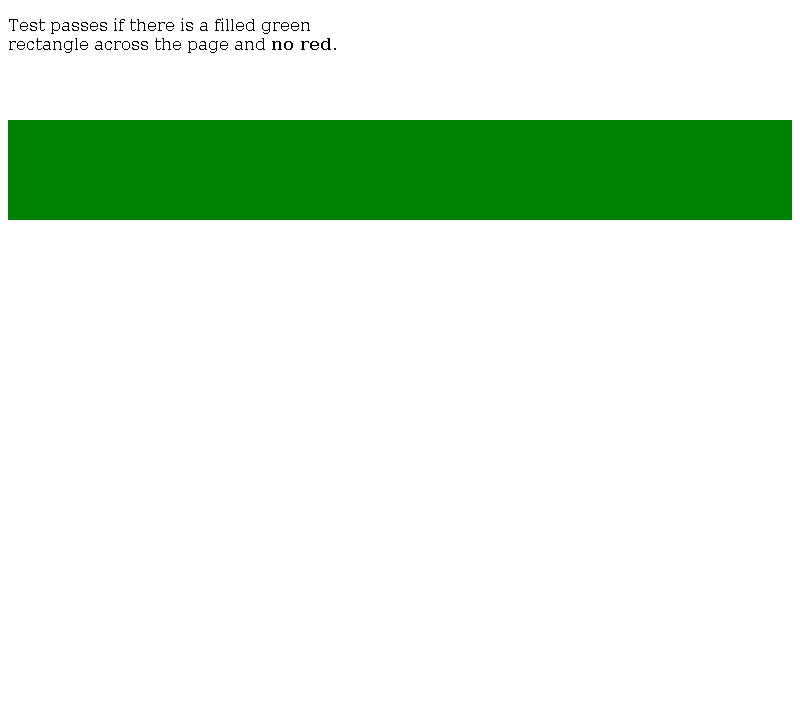 Test passes if there is a filled green
rectangle across the page and no red.